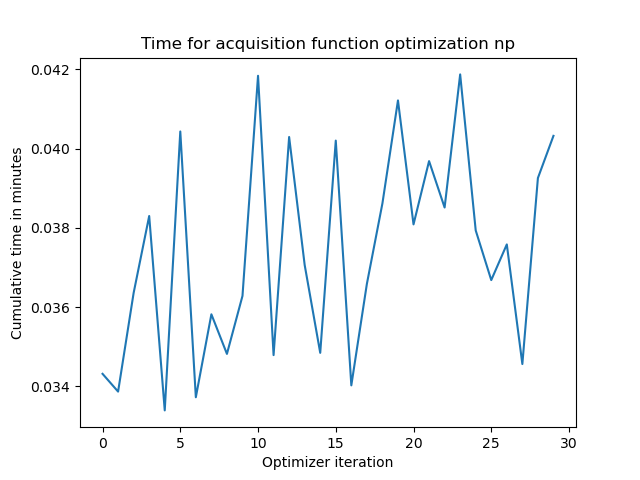 Time for acquisition function optimization np
Cumulative time in minutes
0.042
0.040
0.038
0.036
0.034
0 5 10 15 20 25 30
Optimizer iteration